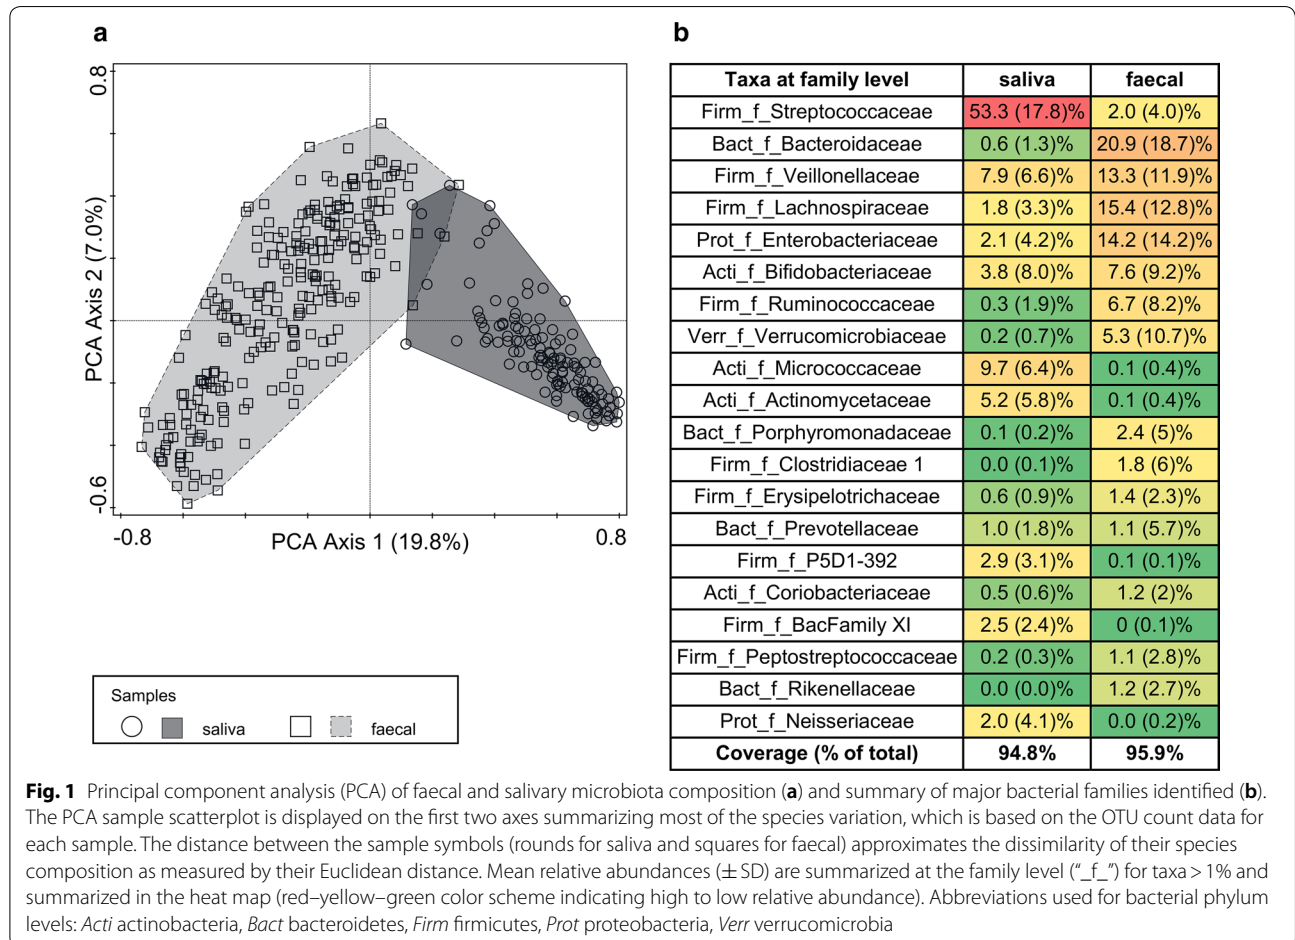 a
0.8
PCA Axis 2 (7.0%)
-0.6
-0.8
PCA Axis 1 (19.8%)
0.8
Samples
saliva
faecal
b
Taxa at family level saliva faecal
Firm_f_Streptococcaceae 53.3 (17.8)% 2.0 (4.0)%
Bact_f_Bacteroidaceae 0.6 (1.3)% 20.9 (18.7)%
Firm_f_Veillonellaceae 7.9 (6.6)% 13.3 (11.9)%
Firm_f_Lachnospiraceae 1.8 (3.3)% 15.4 (12.8)%
Prot_f_Enterobacteriaceae 2.1 (4.2)% 14.2 (14.2)%
Acti_f_Bifidobacteriaceae 3.8 (8.0)% 7.6 (9.2)%
Firm_f_Ruminococcaceae 0.3 (1.9)% 6.7 (8.2)%
Verr_f_Verrucomicrobiaceae 0.2 (0.7)% 5.3 (10.7)%
Acti_f_Micrococcaceae 9.7 (6.4)% 0.1 (0.4)%
Acti_f_Actinomycetaceae 5.2 (5.8)% 0.1 (0.4)%
Bact_f_Porphyromonadaceae 0.1 (0.2)% 2.4 (5)%
Firm_f_Clostridiaceae 1 0.0 (0.1)% 1.8 (6)%
Firm_f_Erysipelotrichaceae 0.6 (0.9)% 1.4 (2.3)%
Bact_f_Prevotellaceae 1.0 (1.8)% 1.1 (5.7)%
Firm_f_P5D1-392 2.9 (3.1)% 0.1 (0.1)%
Acti_f_Coriobacteriaceae 0.5 (0.6)% 1.2 (2)%
Firm_f_BacFamily XI 2.5 (2.4)% 0 (0.1)%
Firm_f_Peptostreptococcaceae 0.2 (0.3)% 1.1 (2.8)%
Bact_f_Rikenellaceae 0.0 (0.0)% 1.2 (2.7)%
Prot_f_Neisseriaceae 2.0 (4.1)% 0.0 (0.2)%
Coverage (% of total) 94.8% 95.9%
Fig. 1 Principal component analysis (PCA) of faecal and salivary microbiota composition (a) and summary of major bacterial families identified (b).
The PCA sample scatterplot is displayed on the first two axes summarizing most of the species variation, which is based on the OTU count data for
each sample. The distance between the sample symbols (rounds for saliva and squares for faecal) approximates the dissimilarity of their species
composition as measured by their Euclidean distance. Mean relative abundances (±SD) are summarized at the family level ("_f_") for taxa > 1% and
summarized in the heat map (red–yellow–green color scheme indicating high to low relative abundance). Abbreviations used for bacterial phylum
levels: Acti actinobacteria, Bact bacteroidetes, Firm firmicutes, Prot proteobacteria, Verr verrucomicrobia